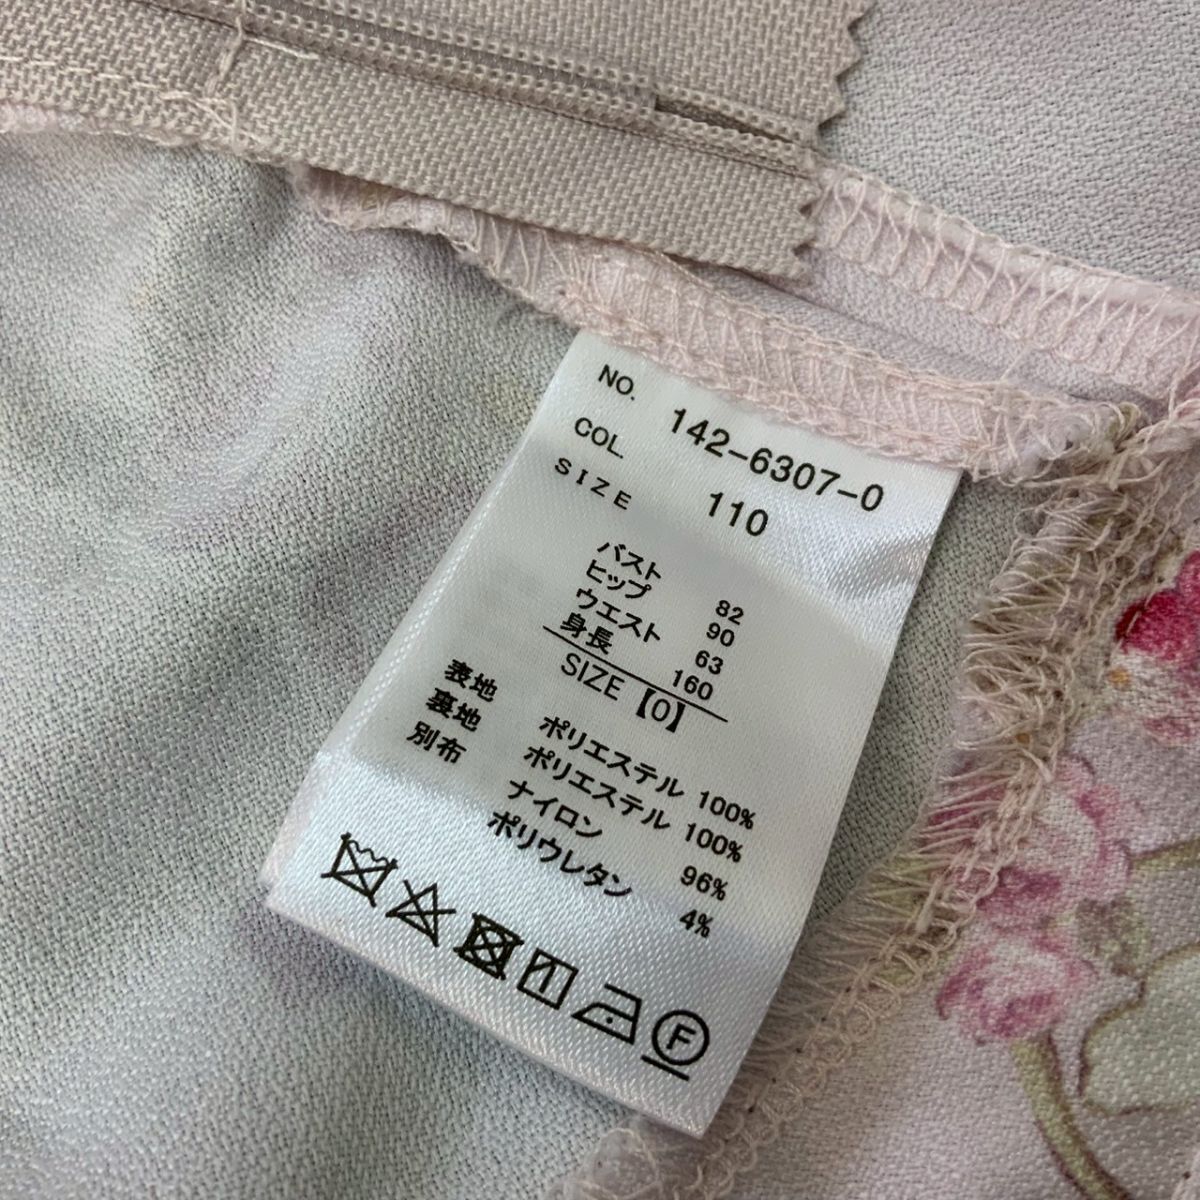 NO. 142-6307-0
COL. 110
SIZE
バスト 82
ヒップ 90
ウエスト 63
身長 160
SIZE【0】
表地 ポリエステル 100%
裏地 ポリエステル 100%
別布 ナイロン 96%
ポリウレタン 4%
F